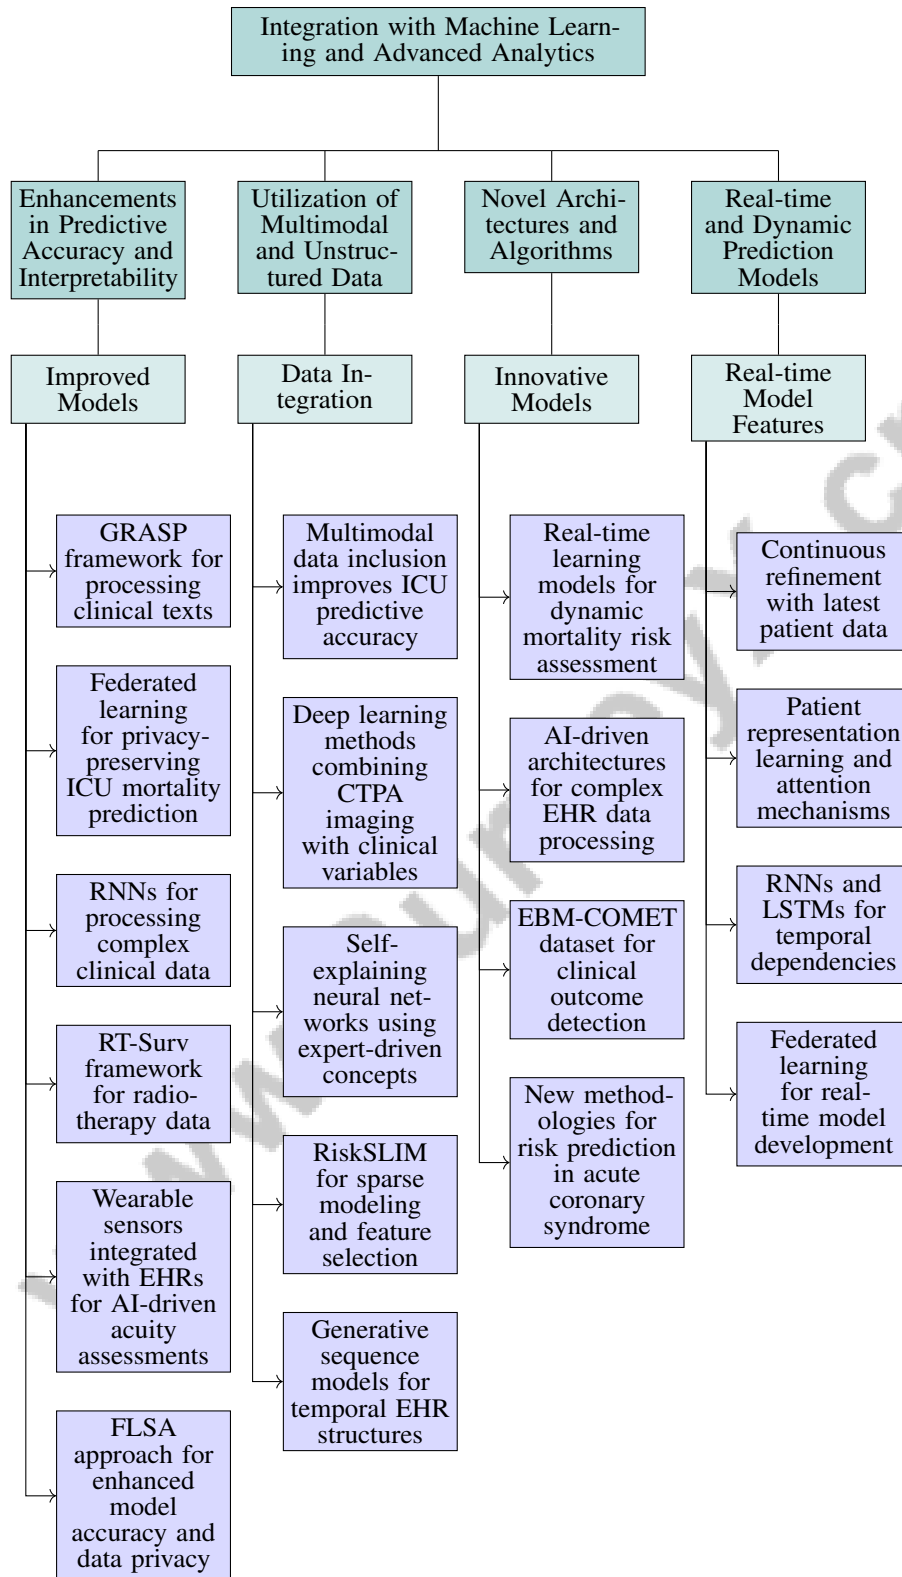 Integration with Machine Learn-
ing and Advanced Analytics
Enhancements
in Predictive
Accuracy and
Interpretability
Utilization of
Multimodal
and Unstruc-
tured Data
Novel Archi-
tectures and
Algorithms
Real-time
and Dynamic
Prediction
Models
Improved
Models
Data In-
tegration
Innovative
Models
Real-time
Model
Features
GRASP
framework for
processing
clinical texts
Federated
learning
for privacy-
preserving
ICU mortality
prediction
RNNs for
processing
complex
clinical data
RT-Surv
framework
for radio-
therapy data
Wearable
sensors
integrated
with EHRs
for AI-driven
acuity
assessments
FLSA
approach for
enhanced
model
accuracy and
data privacy
Multimodal
data inclusion
improves ICU
predictive
accuracy
Deep learning
methods
combining
CTPA
imaging
with clinical
variables
Self-
explaining
neural net-
works using
expert-driven
concepts
RiskSLIM
for sparse
modeling
and feature
selection
Generative
sequence
models for
temporal EHR
structures
Real-time
learning
models for
dynamic
mortality risk
assessment
AI-driven
architectures
for complex
EHR data
processing
EBM-COMET
dataset for
clinical
outcome
detection
New method-
ologies for
risk prediction
in acute
coronary
syndrome
Continuous
refinement
with latest
patient data
Patient
representation
learning and
attention
mechanisms
RNNs and
LSTMs for
temporal
dependencies
Federated
learning
for real-
time model
development